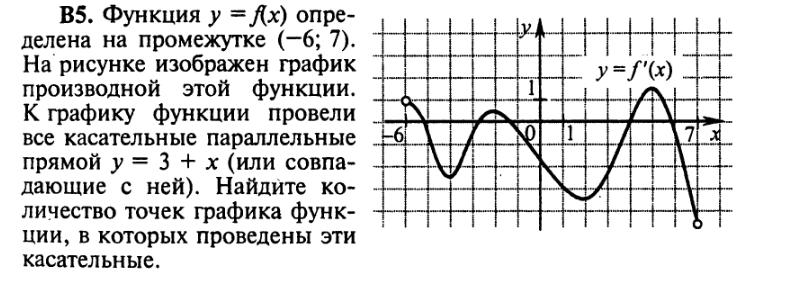 В5. Функция y = f(x) опре-
делена на промежутке (−6; 7).
На рисунке изображен график
производной этой функции.
К графику функции провели
все касательные параллельные
прямой y = 3 + x (или совпа-
дающие с ней). Найдите ко-
личество точек графика функ-
ции, в которых проведены эти
касательные.
y
y = f'(x)
1
−6 0 1 7 x